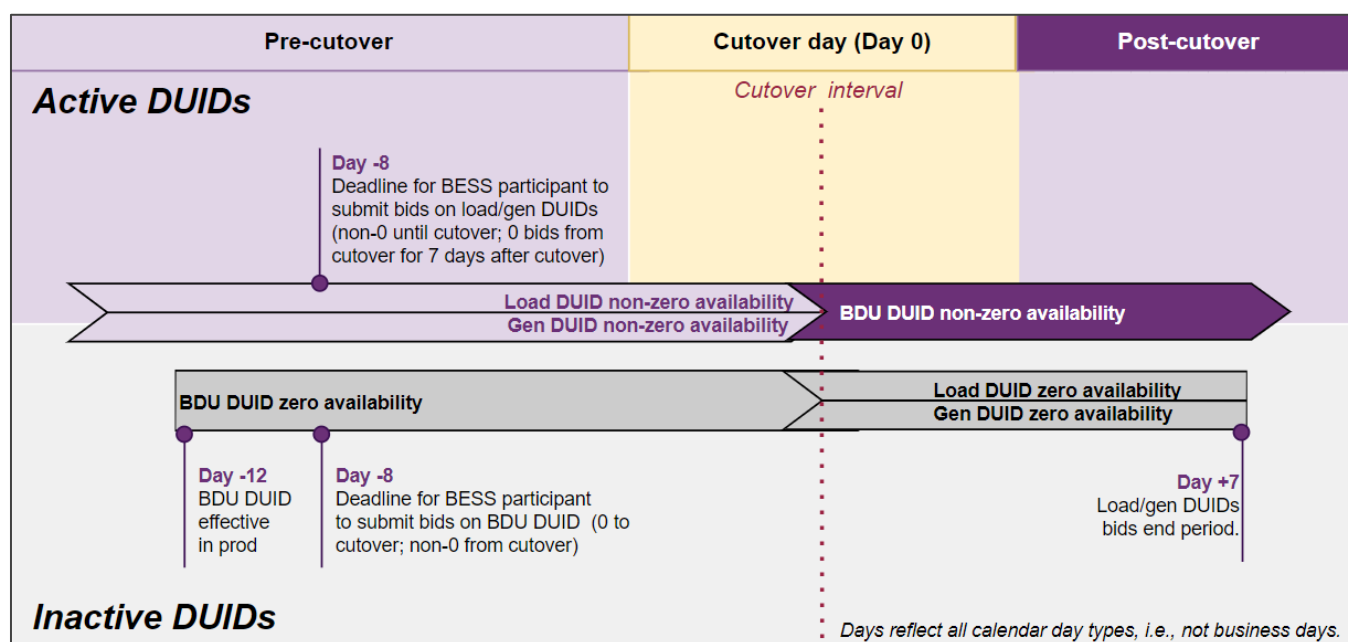 Pre-cutover
Cutover day (Day 0)
Post-cutover
Active DUIDs
Cutover interval
Day -8
Deadline for BESS participant to
submit bids on load/gen DUIDs
(non-0 until cutover; 0 bids from
cutover for 7 days after cutover)
Load DUID non-zero availability
Gen DUID non-zero availability
BDU DUID non-zero availability
BDU DUID zero availability
Load DUID zero availability
Gen DUID zero availability
Day -12
BDU DUID
effective
in prod
Day -8
Deadline for BESS participant
to submit bids on BDU DUID (0 to
cutover; non-0 from cutover)
Day +7
Load/gen DUIDs
bids end period.
Inactive DUIDs
Days reflect all calendar day types, i.e., not business days.